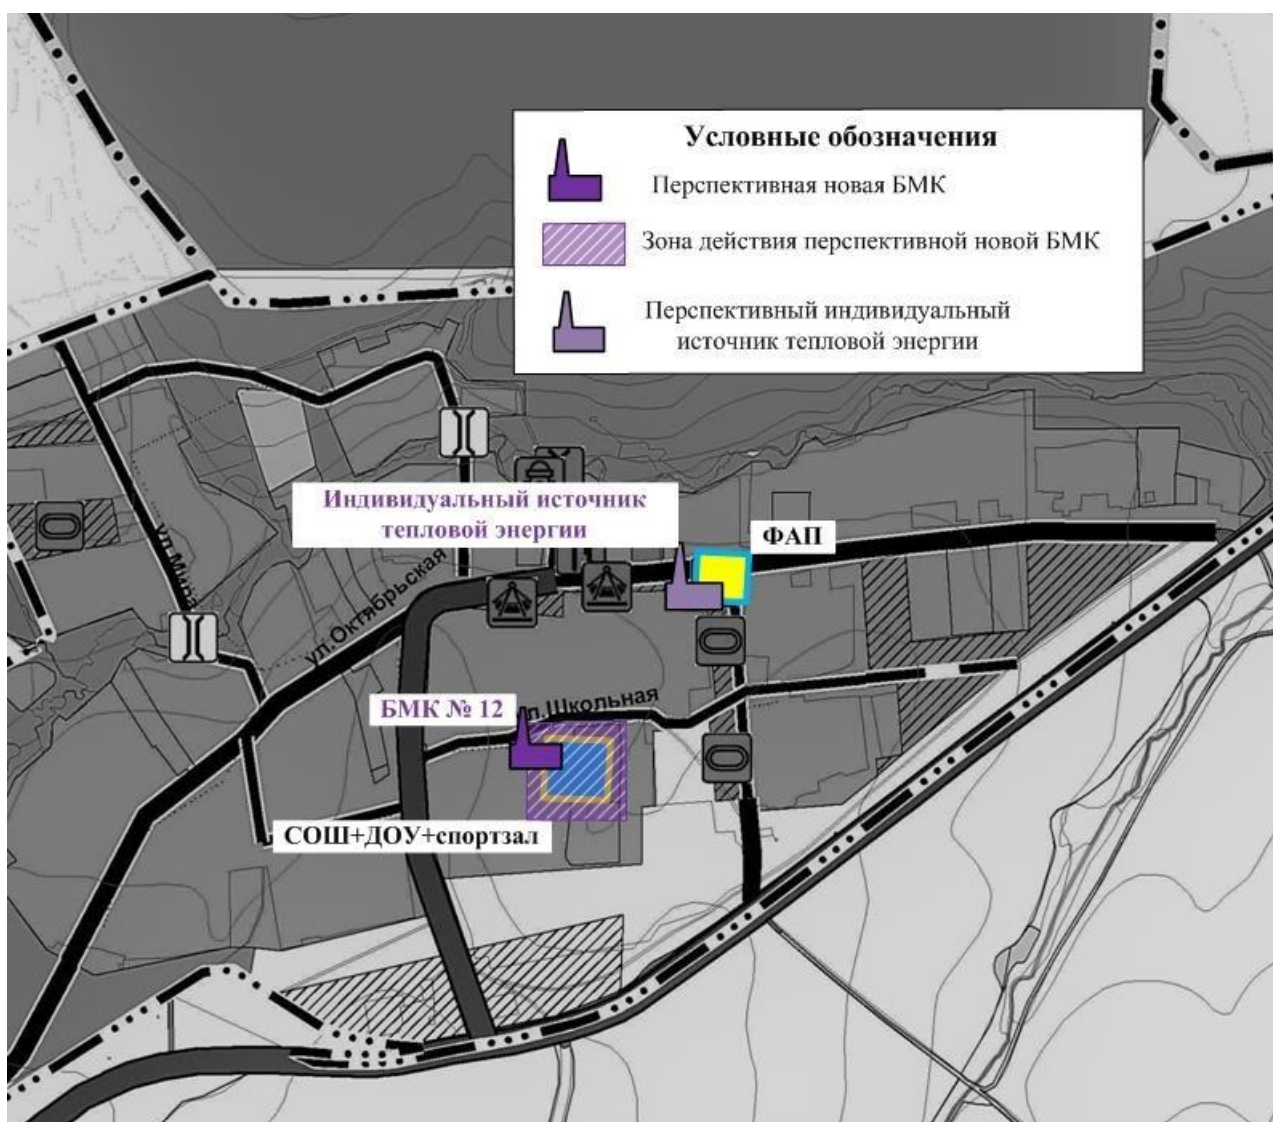 Условные обозначения
Перспективная новая БМК
Зона действия перспективной новой БМК
Перспективный индивидуальный
источник тепловой энергии
Индивидуальный источник
тепловой энергии
ФАП
ул.Мира
ул.Октябрьская
БМК № 12
л.Школьная
СОШ+ДОУ+спортзал